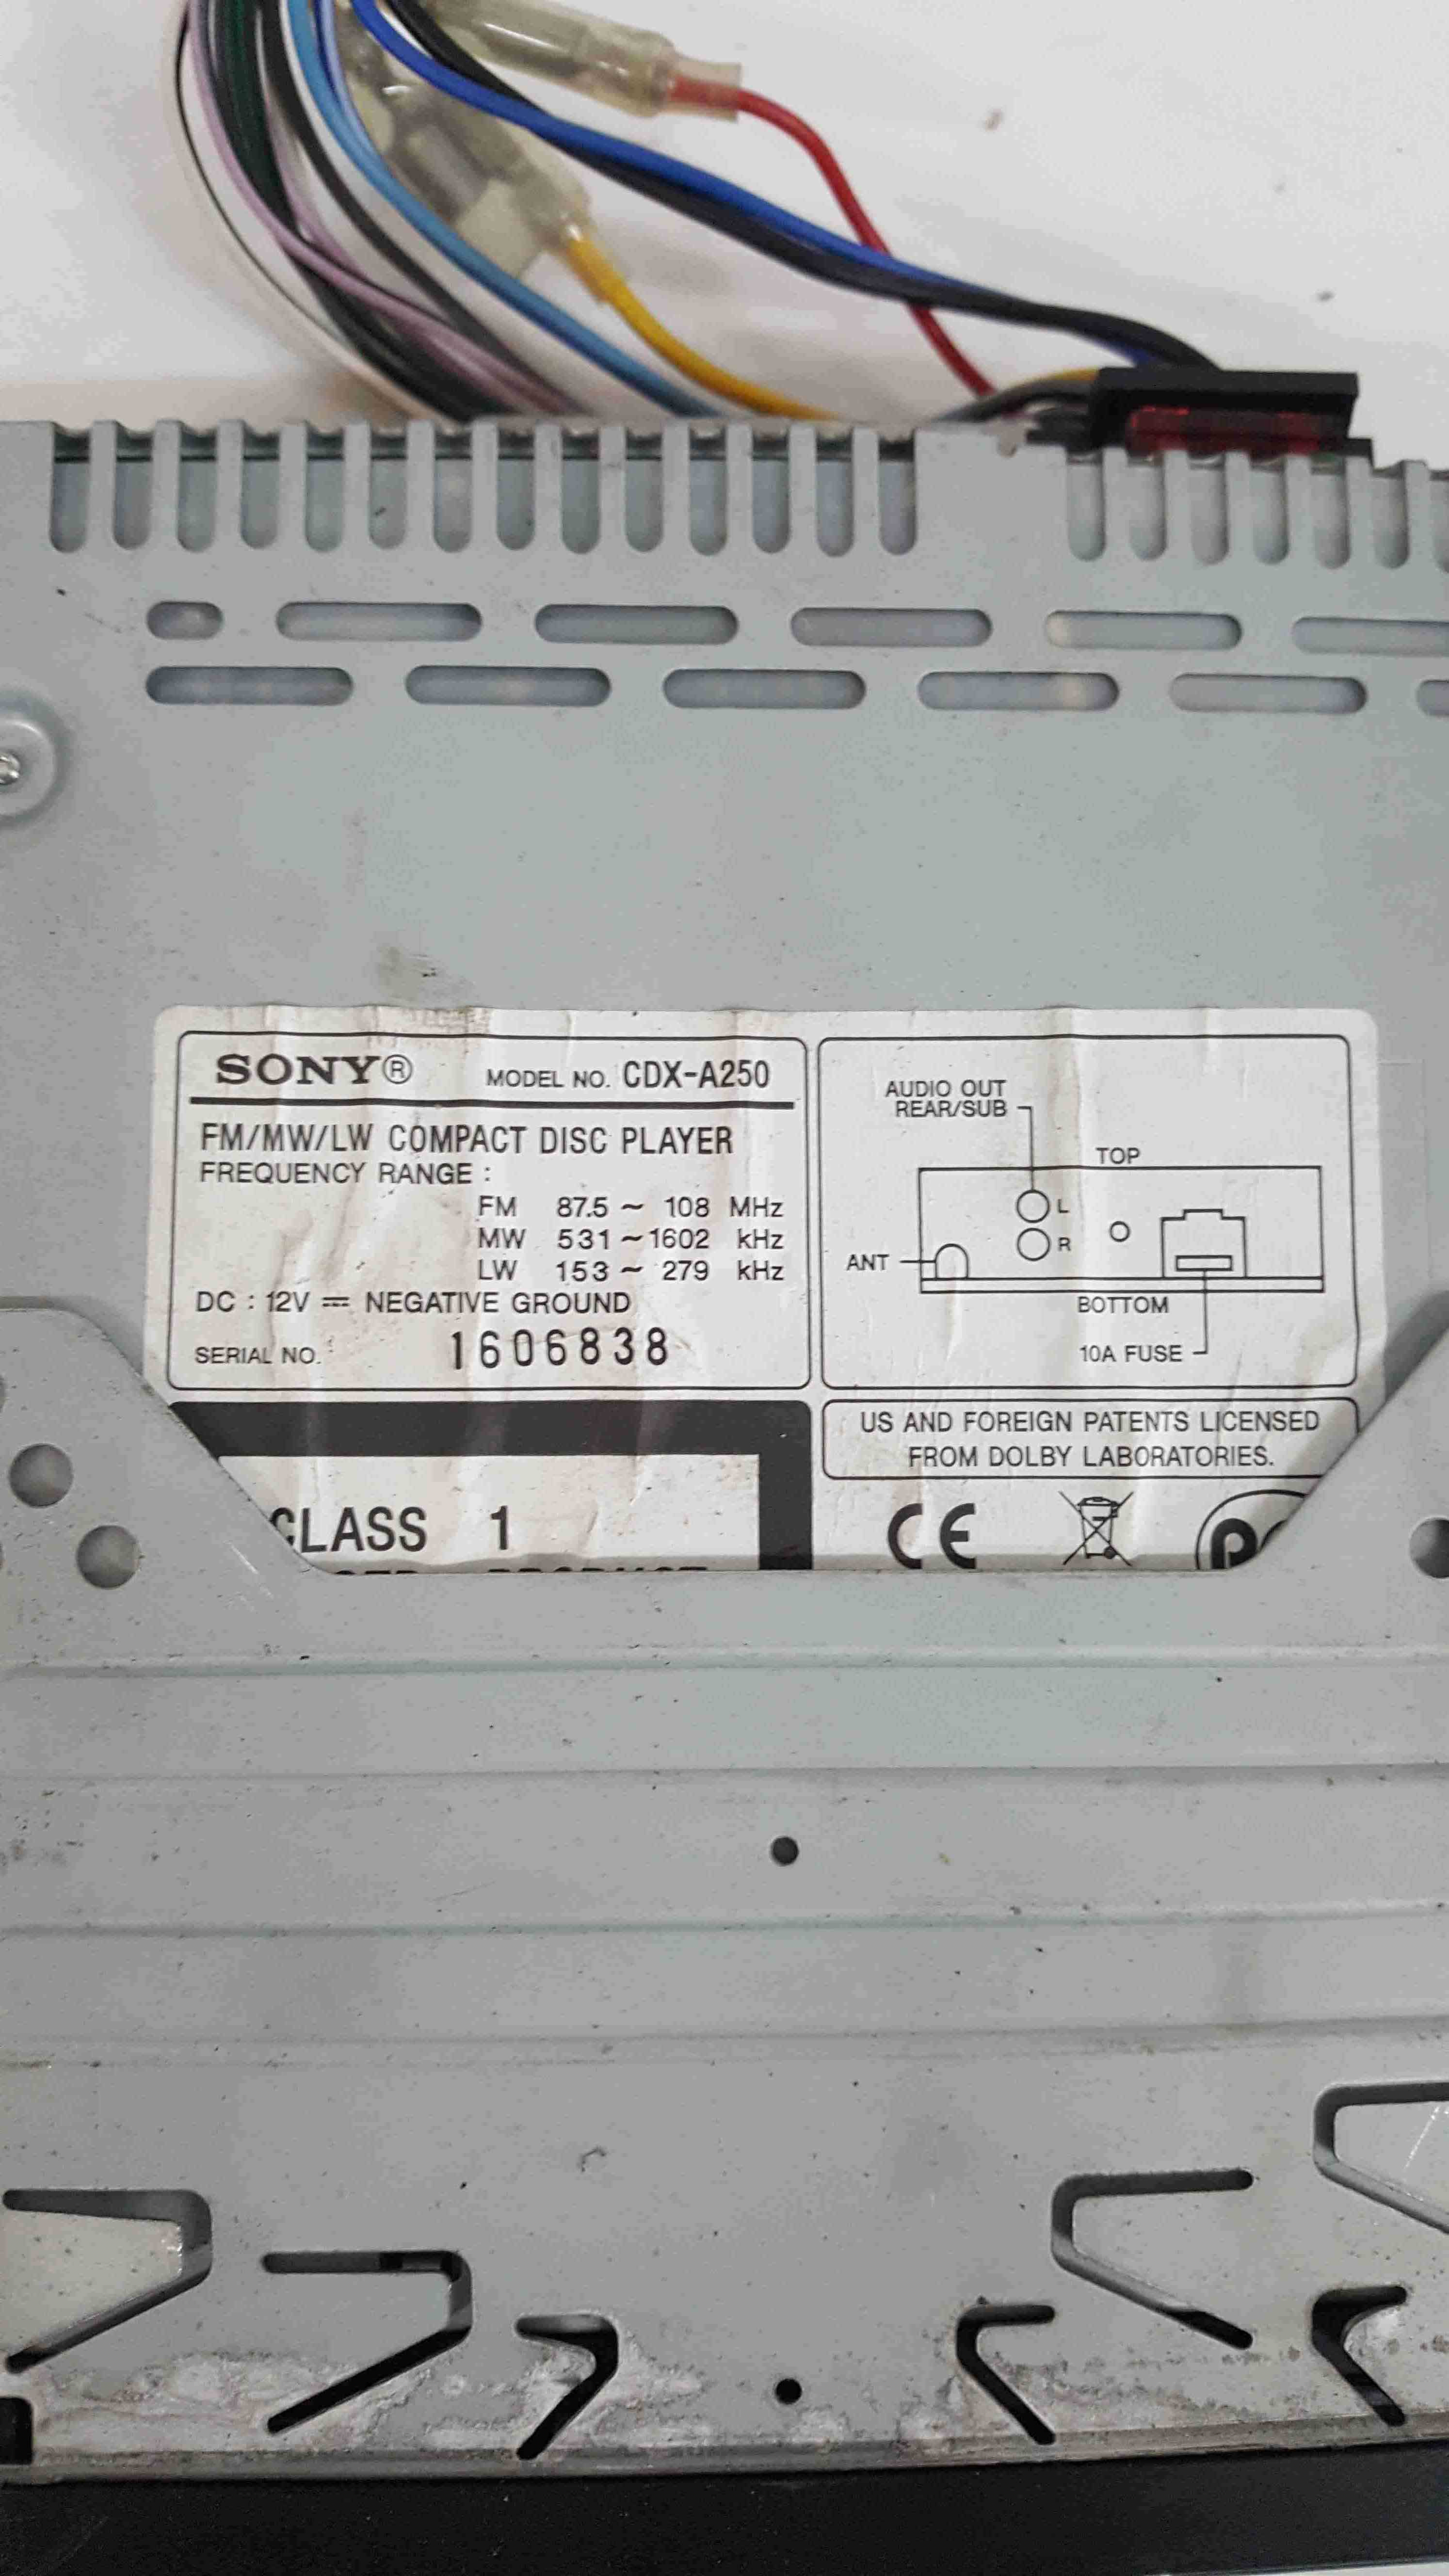 SONY® MODEL NO. CDX-A250
FM/MW/LW COMPACT DISC PLAYER
FREQUENCY RANGE :
FM 87.5 ~ 108 MHz
MW 531 ~ 1602 kHz
LW 153 ~ 279 kHz
DC : 12V ⎓ NEGATIVE GROUND
SERIAL NO. 1606838
AUDIO OUT
REAR/SUB
TOP
L
R
ANT
BOTTOM
10A FUSE
US AND FOREIGN PATENTS LICENSED
FROM DOLBY LABORATORIES.
CLASS 1
CE